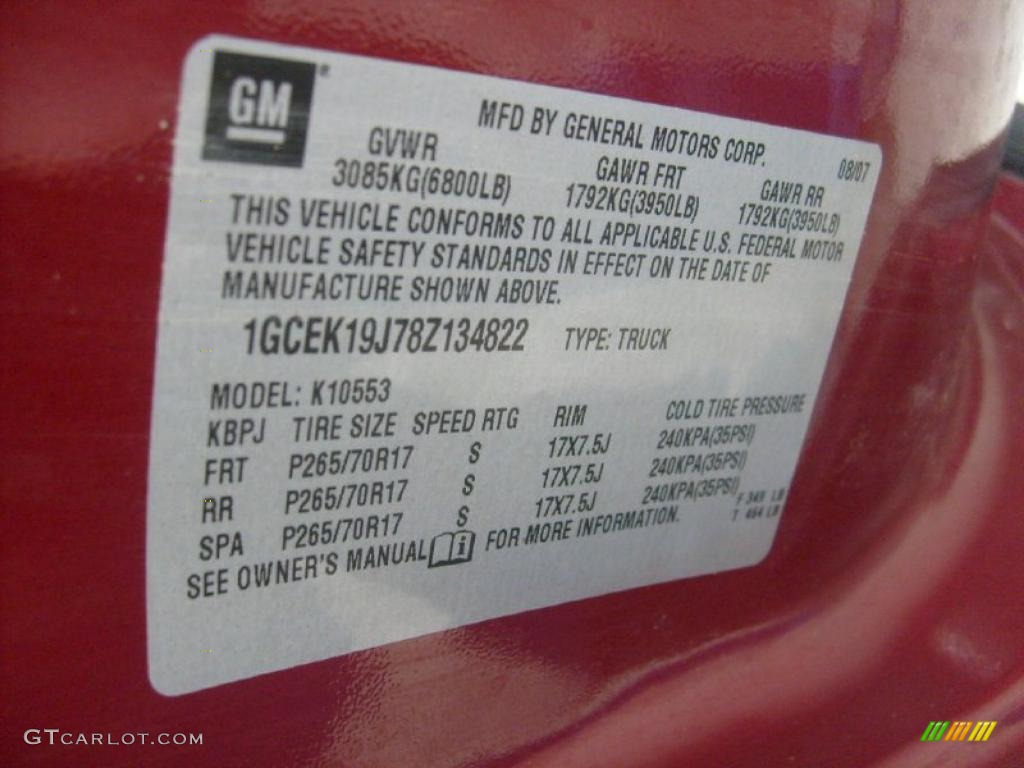 GM®
MFD BY GENERAL MOTORS CORP. 08/07
GVWR GAWR FRT GAWR RR
3085KG(6800LB) 1792KG(3950LB) 1792KG(3950LB)
THIS VEHICLE CONFORMS TO ALL APPLICABLE U.S. FEDERAL MOTOR
VEHICLE SAFETY STANDARDS IN EFFECT ON THE DATE OF
MANUFACTURE SHOWN ABOVE.
1GCEK19J78Z134822 TYPE: TRUCK
MODEL: K10553
KBPJ TIRE SIZE SPEED RTG RIM COLD TIRE PRESSURE
FRT P265/70R17 S 17X7.5J 240KPA(35PSI)
RR P265/70R17 S 17X7.5J 240KPA(35PSI)
SPA P265/70R17 S 17X7.5J 240KPA(35PSI)
F 349 LB
T 464 LB
SEE OWNER'S MANUAL i FOR MORE INFORMATION.
GTCARLOT.COM